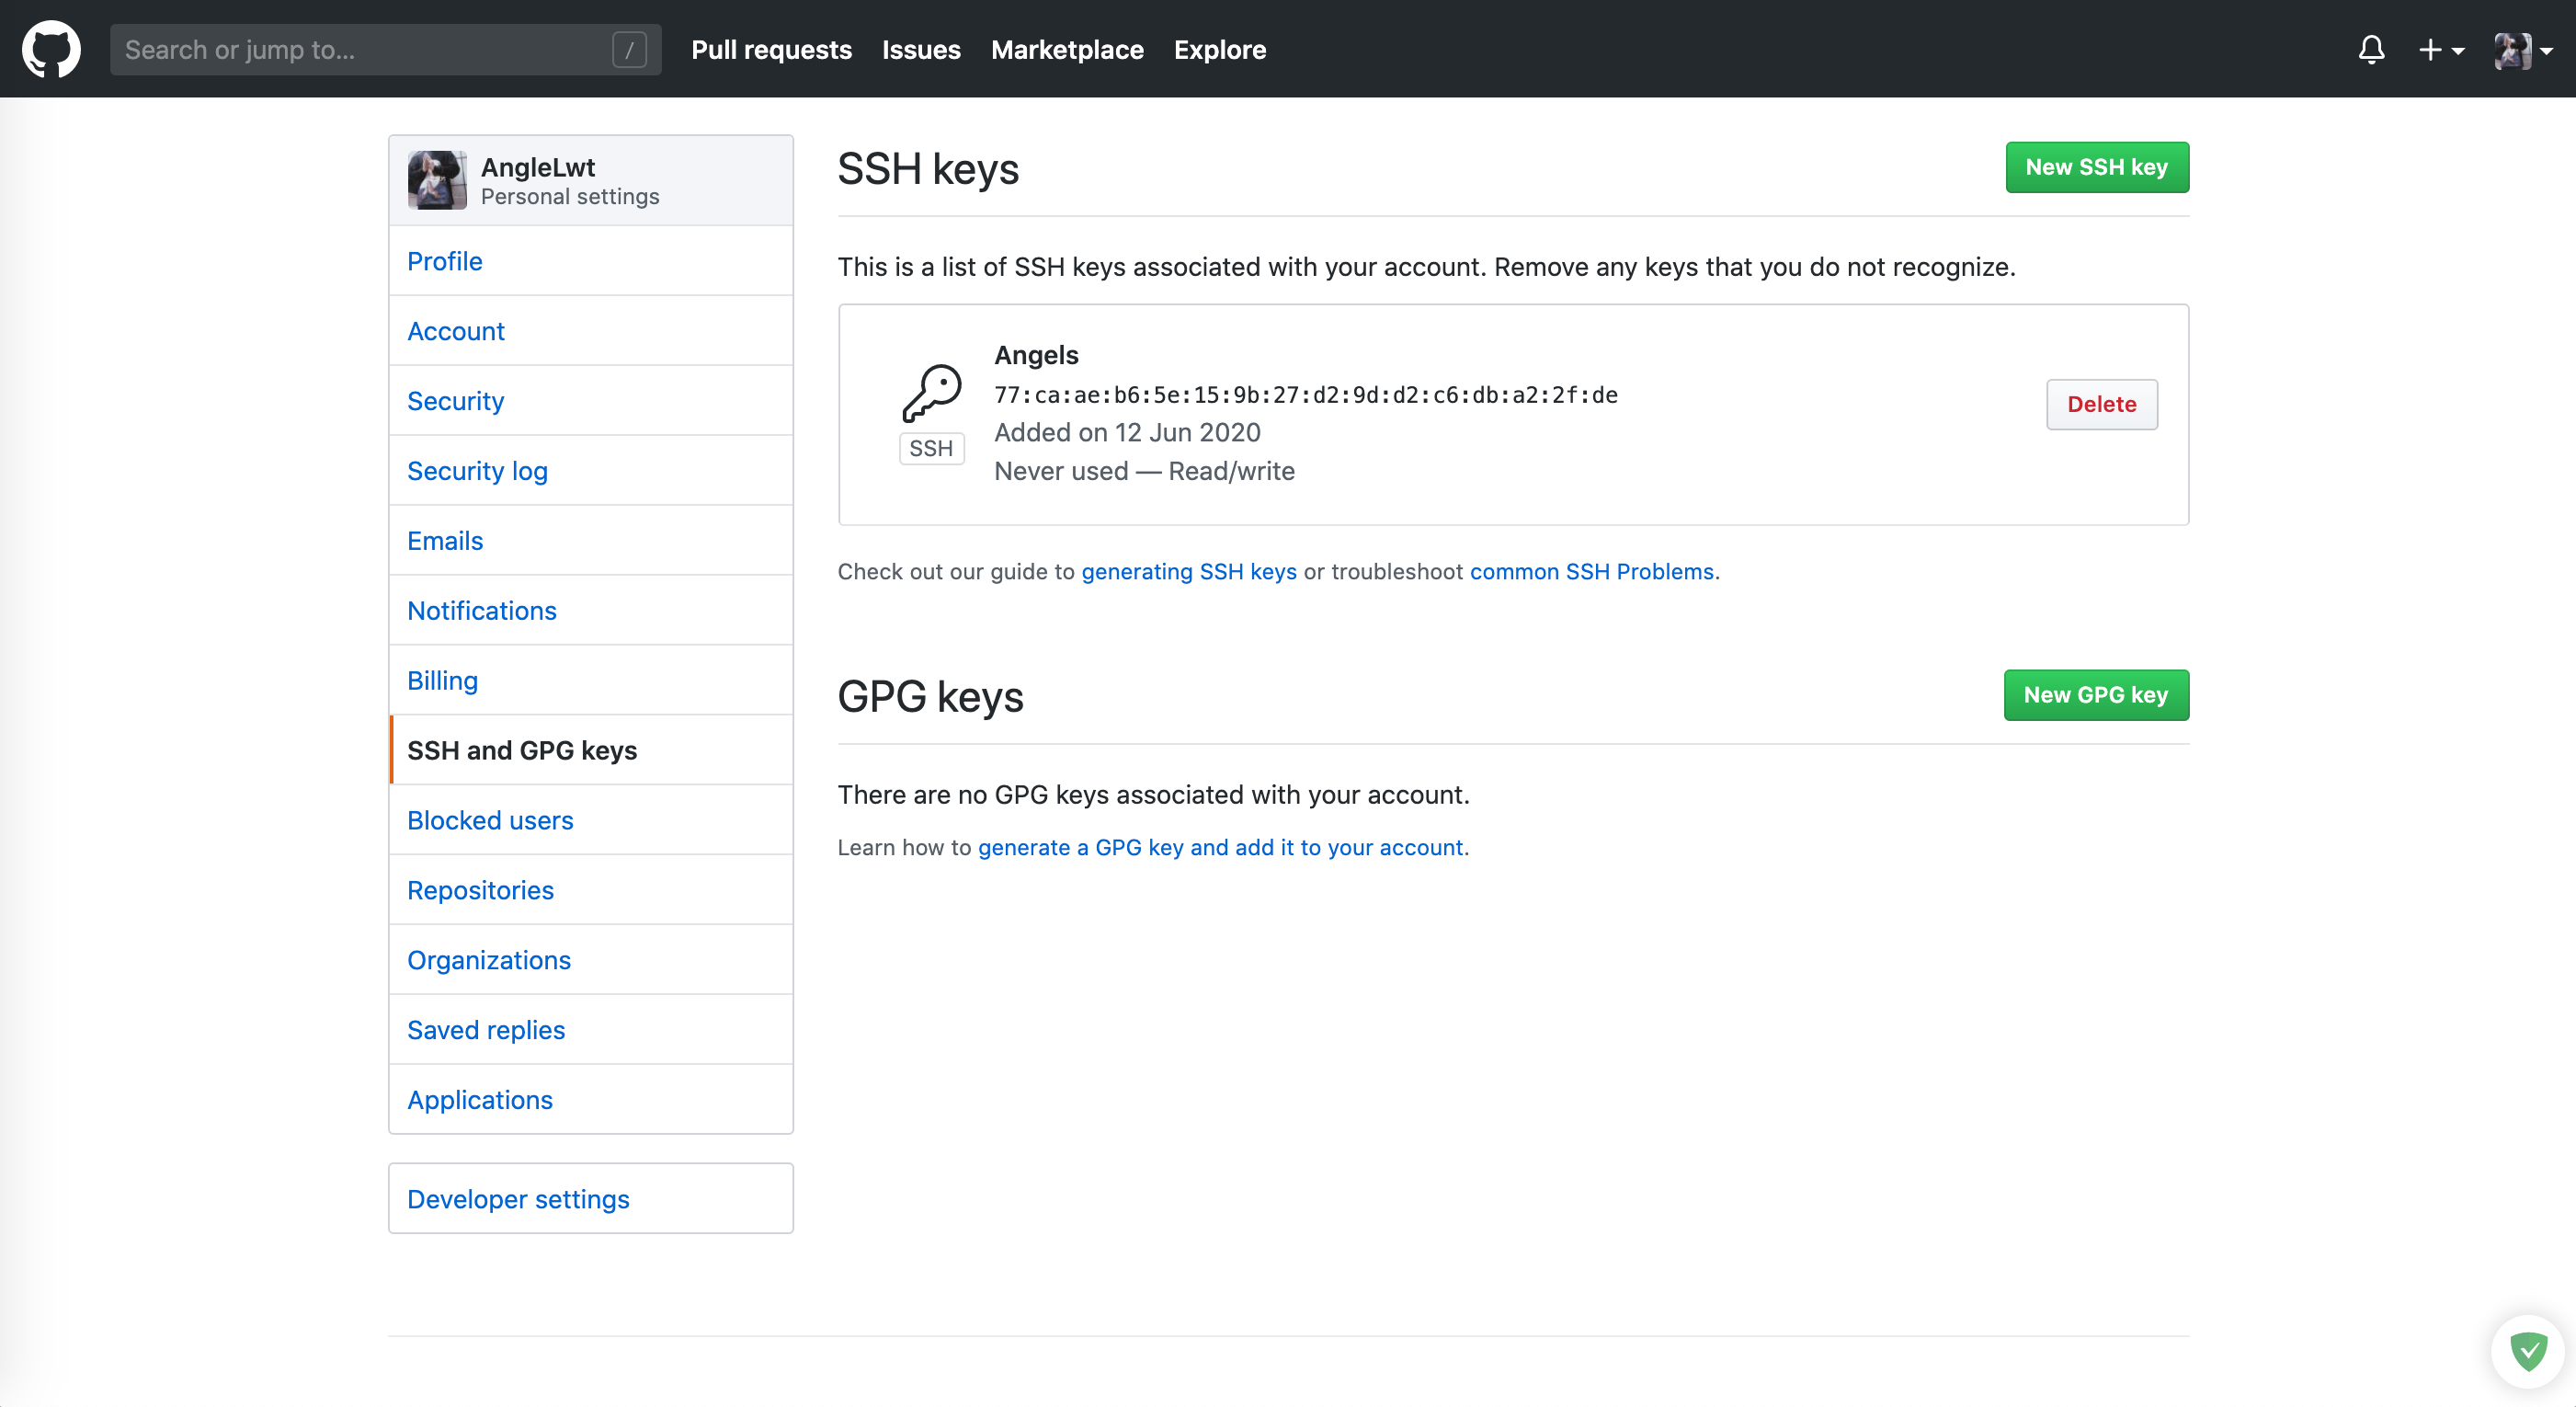 Search or jump to... /
Pull requests Issues Marketplace Explore
AngleLwt
Personal settings
Profile
Account
Security
Security log
Emails
Notifications
Billing
SSH and GPG keys
Blocked users
Repositories
Organizations
Saved replies
Applications
Developer settings
SSH keys
New SSH key
This is a list of SSH keys associated with your account. Remove any keys that you do not recognize.
Angels
77:ca:ae:b6:5e:15:9b:27:d2:9d:d2:c6:db:a2:2f:de
SSH
Added on 12 Jun 2020
Never used — Read/write
Delete
Check out our guide to generating SSH keys or troubleshoot common SSH Problems.
GPG keys
New GPG key
There are no GPG keys associated with your account.
Learn how to generate a GPG key and add it to your account.